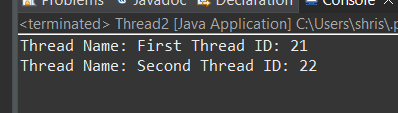 Problems Javadoc Declaration Console
<terminated> Thread2 [Java Application] C:\Users\shris\.p
Thread Name: First Thread ID: 21
Thread Name: Second Thread ID: 22